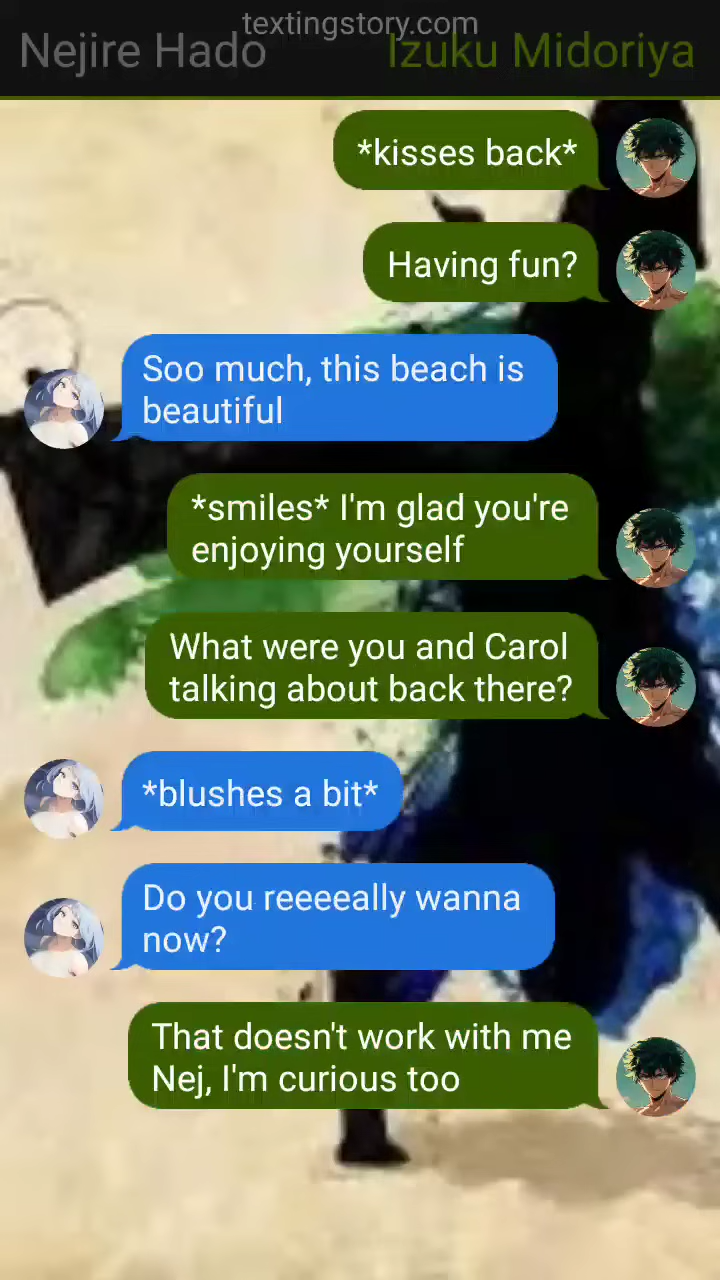 textingstory.com
Nejire Hado
Izuku Midoriya
*kisses back*
Having fun?
Soo much, this beach is
beautiful
*smiles* I'm glad you're
enjoying yourself
What were you and Carol
talking about back there?
*blushes a bit*
Do you reeeeally wanna
now?
That doesn't work with me
Nej, I'm curious too